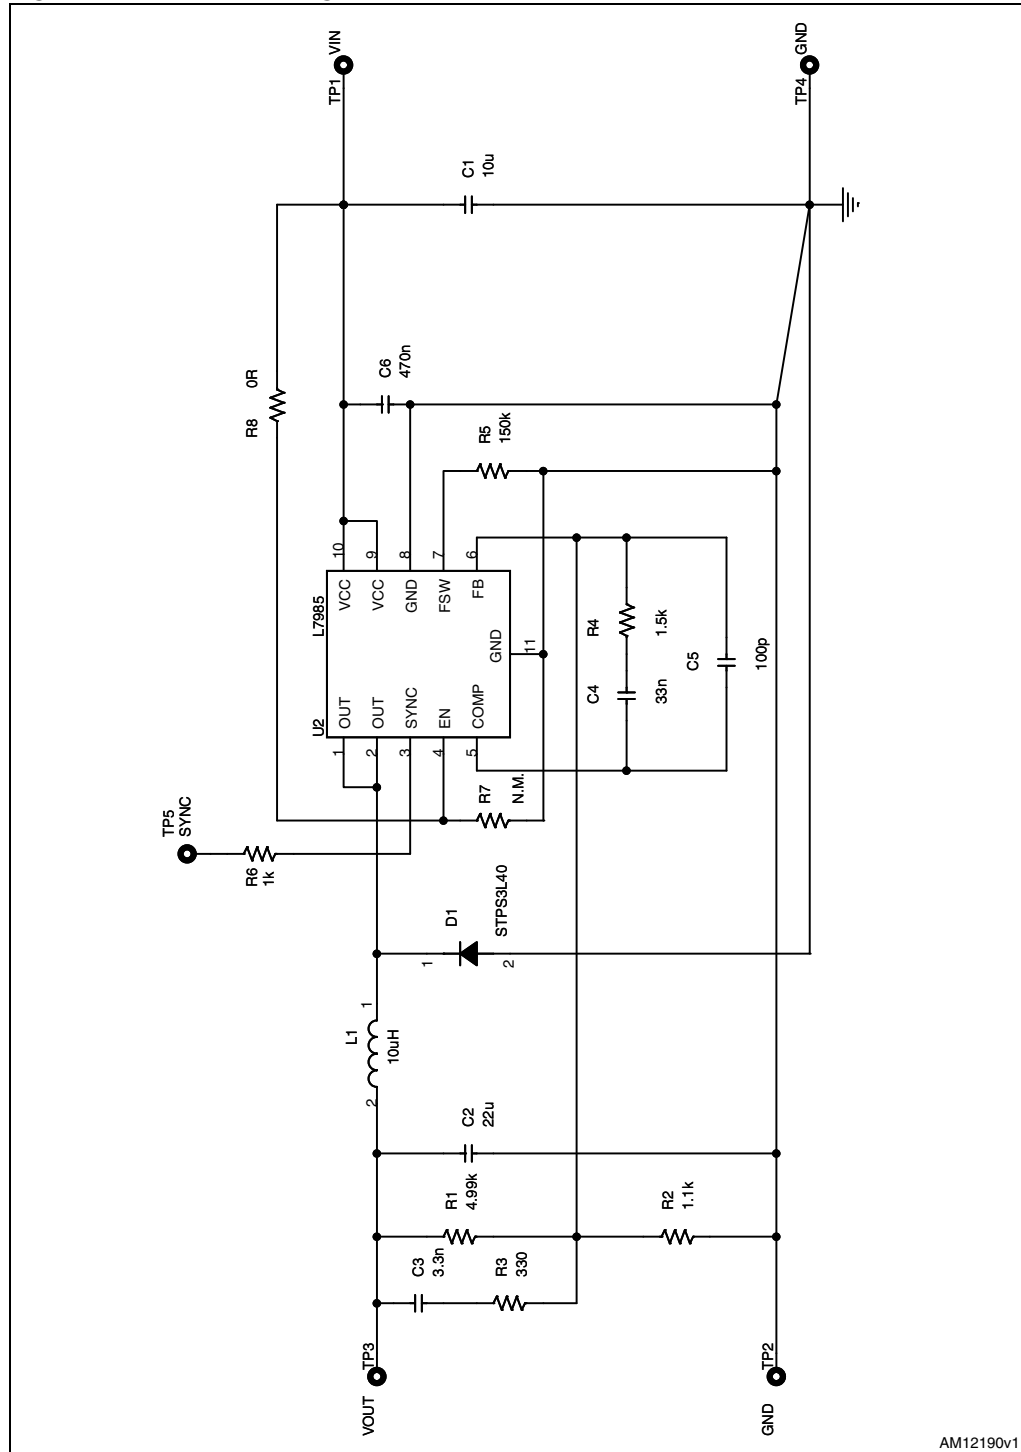 VIN
TP1
GND
TP4
C1
10u
C6
470n
R8
0R
R5
150k
10
9
8
7
6
VCC
VCC
GND
FSW
FB
L7985
GND
11
U2
OUT
OUT
SYNC
EN
COMP
1
2
3
4
5
R4
1.5k
C4
33n
C5
100p
R7
N.M.
TP5
SYNC
R6
1k
D1
STPS3L40
1
2
L1
10uH
1
2
C2
22u
R1
4.99k
R2
1.1k
C3
3.3n
R3
330
TP3
VOUT
TP2
GND
AM12190v1